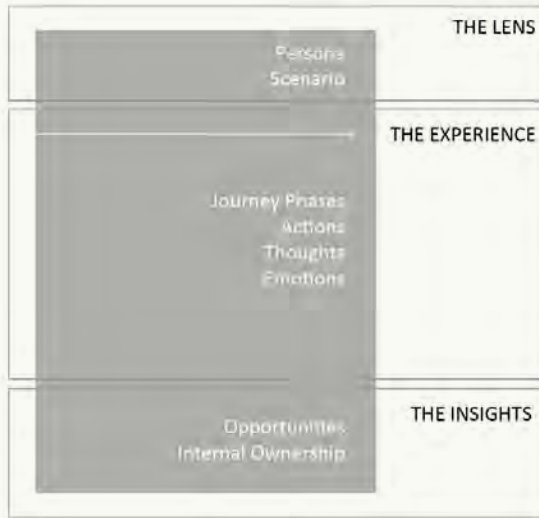 THE LENS
Persona
Scenario
THE EXPERIENCE
Journey Phases
Actions
Thoughts
Emotions
THE INSIGHTS
Opportunities
Internal Ownership